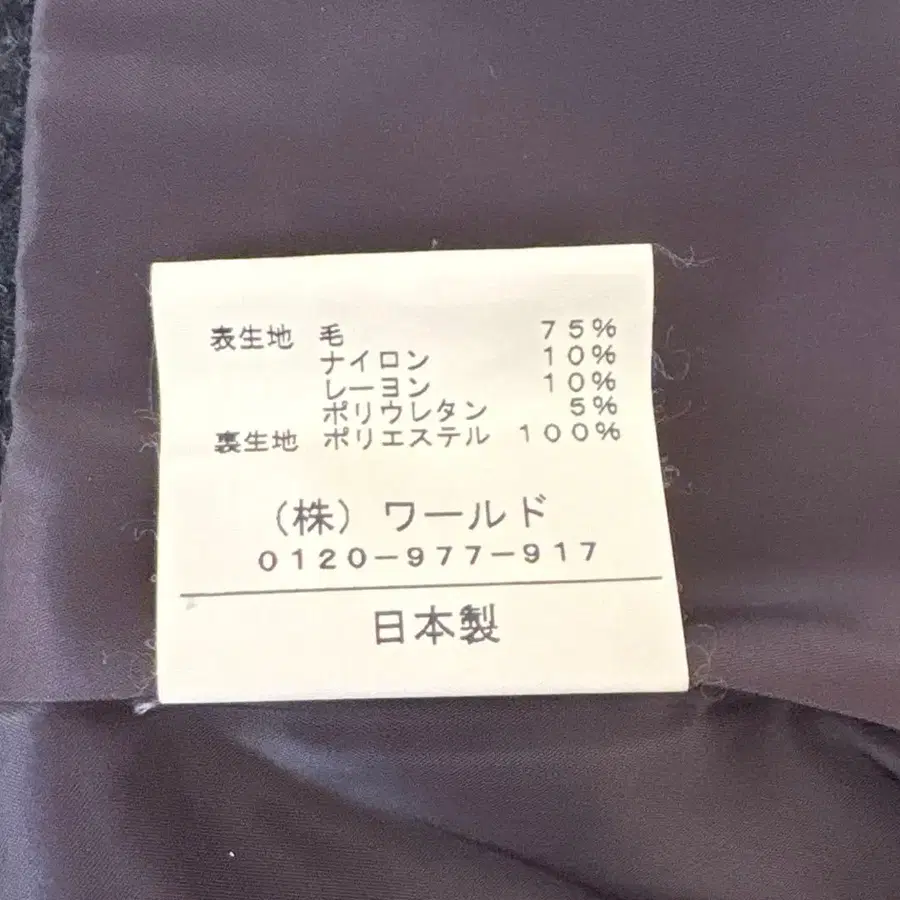 表生地 毛 75%
ナイロン 10%
レーヨン 10%
ポリウレタン 5%
裏生地 ポリエステル 100%
(株) ワールド
0120-977-917
日本製